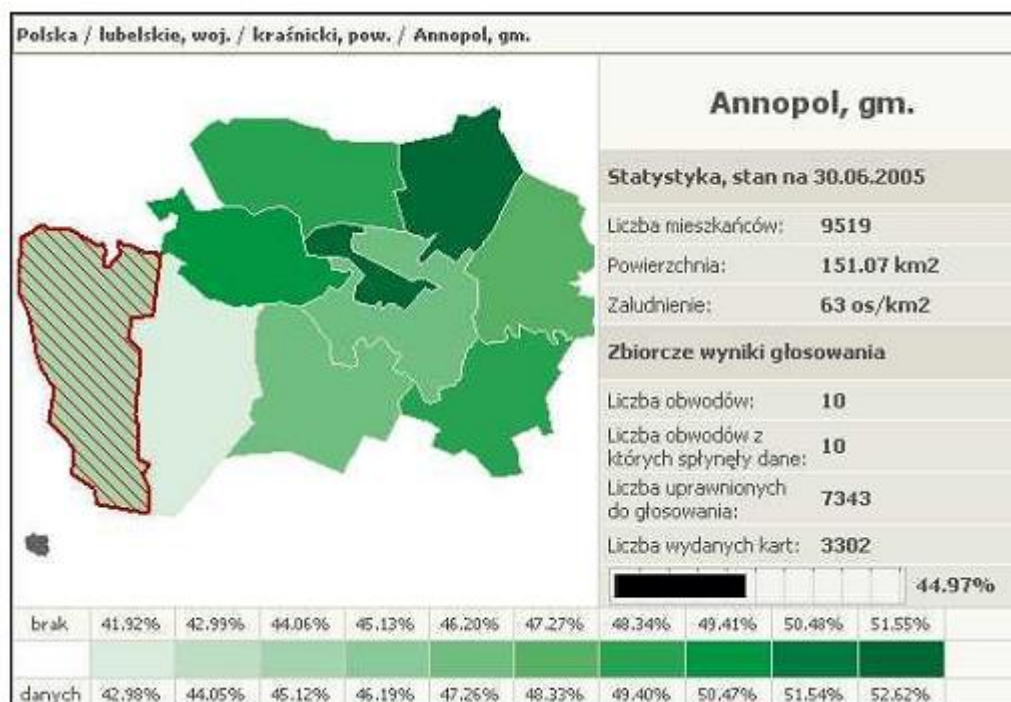 Polska / lubelskie, woj. / kraśnicki, pow. / Annopol, gm.
Annopol, gm.
Statystyka, stan na 30.06.2005
Liczba mieszkańców: 9519
Powierzchnia: 151.07 km2
Zaludnienie: 63 os/km2
Zbiorcze wyniki głosowania
Liczba obwodów: 10
Liczba obwodów z
których spłynęły dane: 10
Liczba uprawnionych
do głosowania: 7343
Liczba wydanych kart: 3302
44.97%
brak 41.92% 42.99% 44.06% 45.13% 46.20% 47.27% 48.34% 49.41% 50.48% 51.55%
danych 42.98% 44.05% 45.12% 46.19% 47.26% 48.33% 49.40% 50.47% 51.54% 52.62%